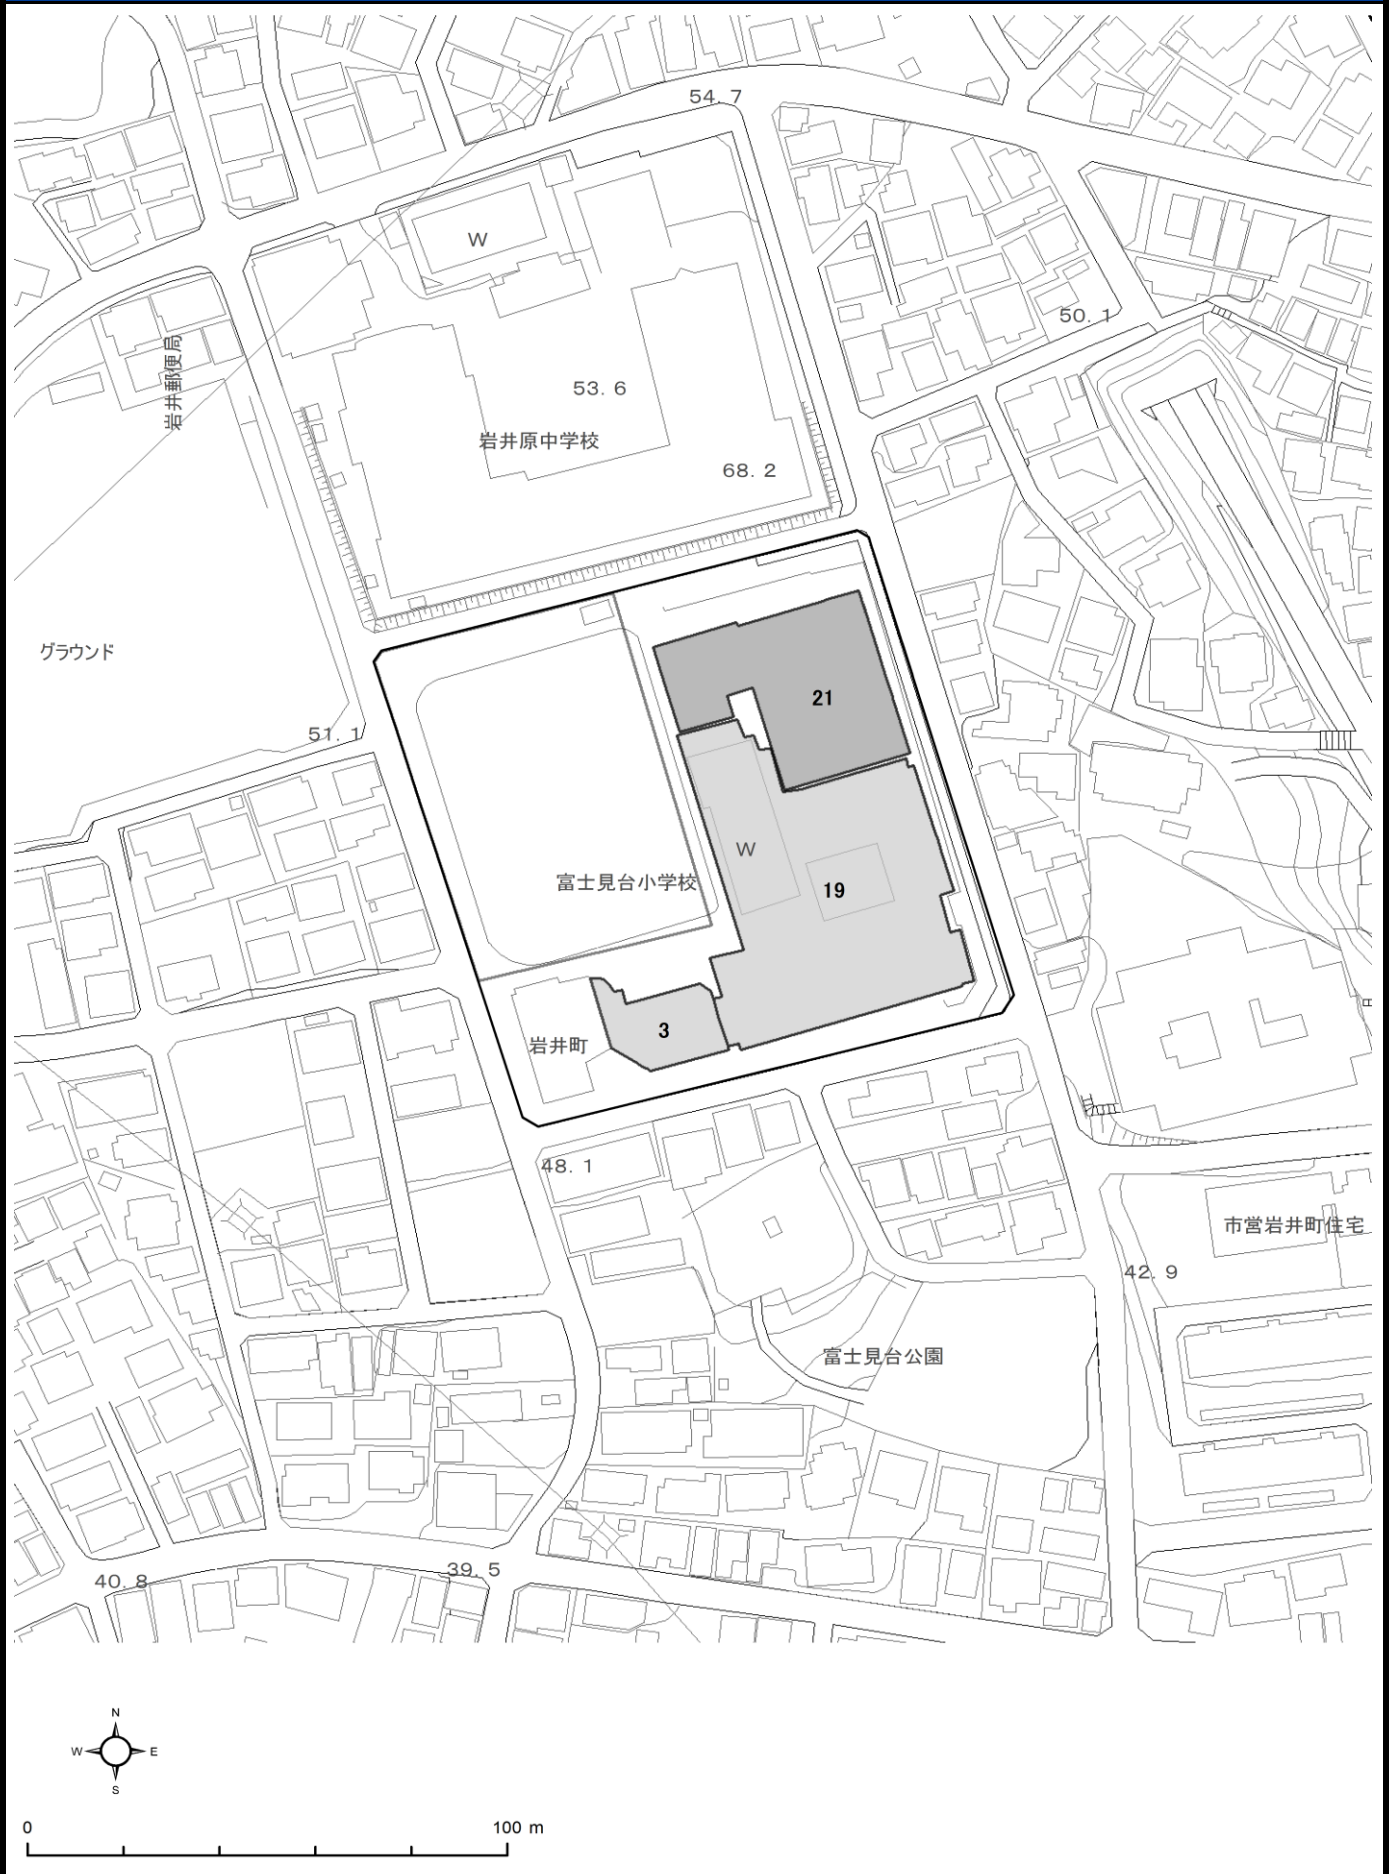 54.7
W
50.1
岩井郵便局
53.6
岩井原中学校
68.2
グラウンド
21
51.1
W
富士見台小学校
19
3
岩井町
48.1
市営岩井町住宅
42.9
富士見台公園
39.5
40.8
N
W E
S
0 100 m